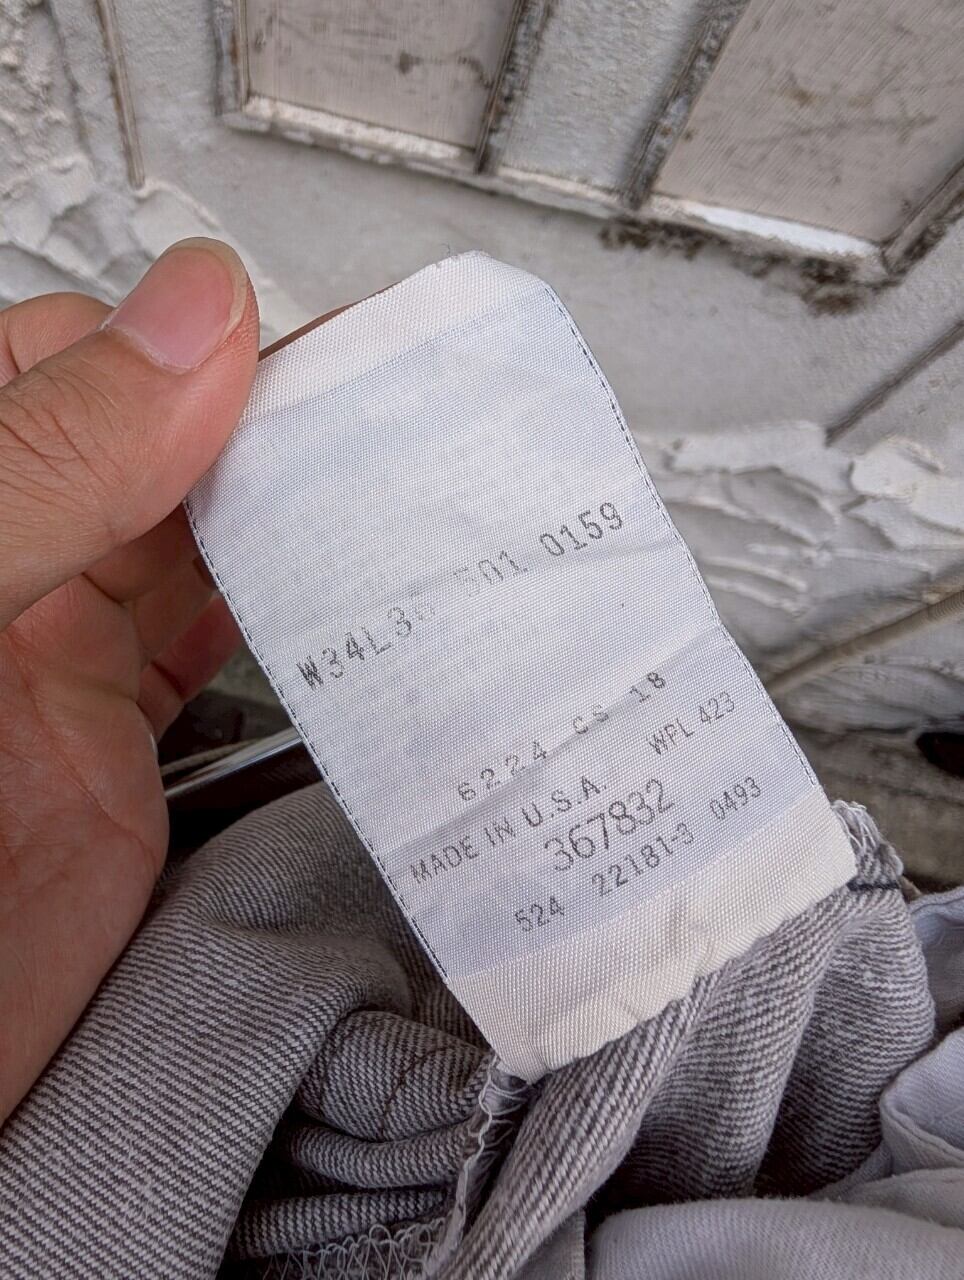 W34L3 501 0159
6224 CS 18
WPL 423
MADE IN U.S.A.
367832
524 22181-3 0493